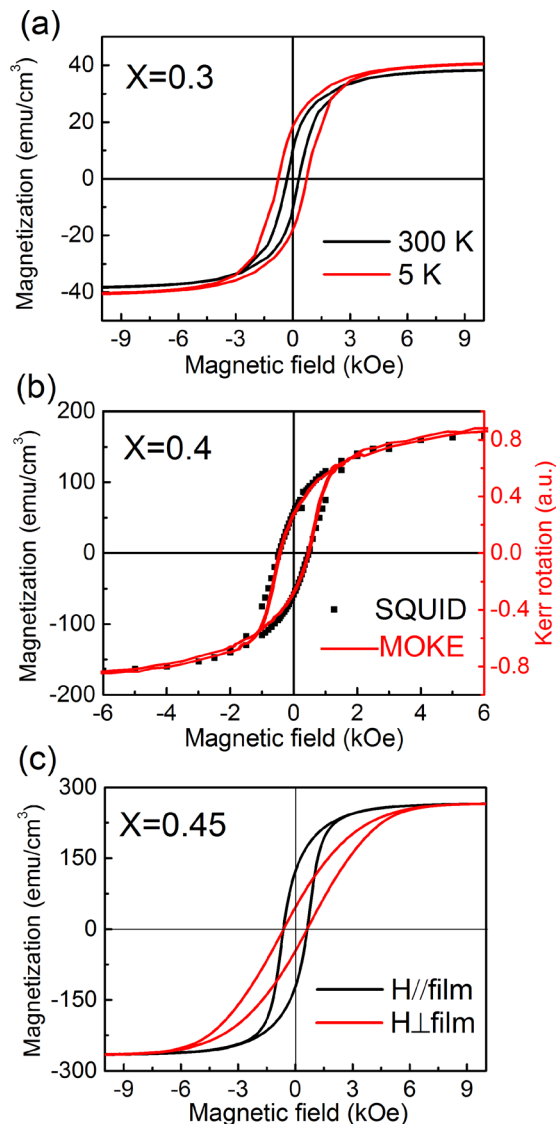 (a)
X=0.3
Magnetization (emu/cm³)
40
20
0
-20
-40
300 K
5 K
-9 -6 -3 0 3 6 9
Magnetic field (kOe)
(b)
X=0.4
Magnetization (emu/cm³)
200
100
0
-100
-200
0.8
0.4
0.0
-0.4
-0.8
Kerr rotation (a.u.)
SQUID
MOKE
-6 -4 -2 0 2 4 6
Magnetic field (kOe)
(c)
X=0.45
Magnetization (emu/cm³)
300
150
0
-150
-300
H//film
H⊥film
-9 -6 -3 0 3 6 9
Magnetic field (kOe)